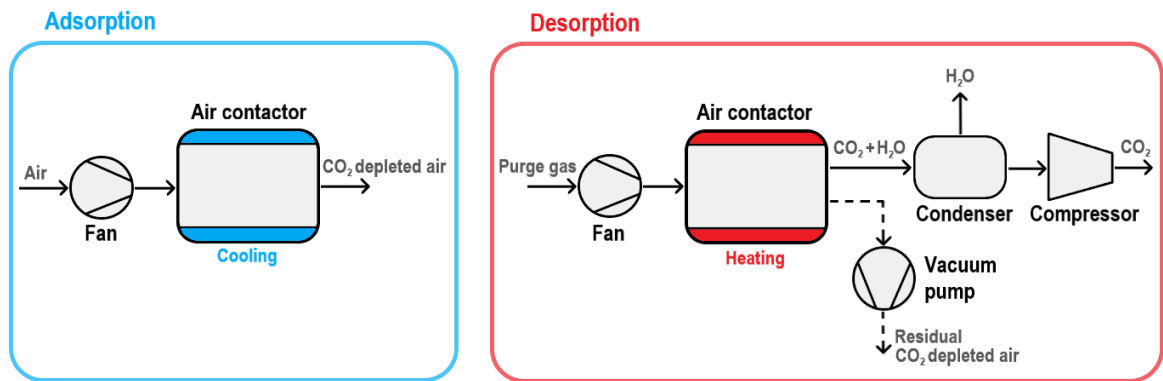 Adsorption
Air contactor
Air
CO₂ depleted air
Fan
Cooling
Desorption
H₂O
Air contactor
Purge gas
CO₂ + H₂O
CO₂
Fan
Heating
Condenser
Compressor
Vacuum
pump
Residual
CO₂ depleted air